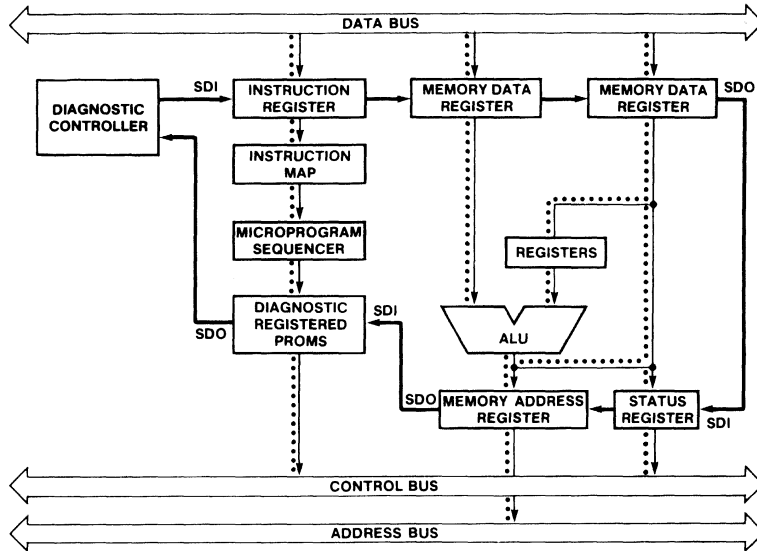 DATA BUS
DIAGNOSTIC
CONTROLLER
SDI
INSTRUCTION
REGISTER
MEMORY DATA
REGISTER
MEMORY DATA
REGISTER
SDO
INSTRUCTION
MAP
MICROPROGRAM
SEQUENCER
REGISTERS
DIAGNOSTIC
REGISTERED
PROMS
SDO
SDI
ALU
SDO
MEMORY ADDRESS
REGISTER
STATUS
REGISTER
SDI
CONTROL BUS
ADDRESS BUS